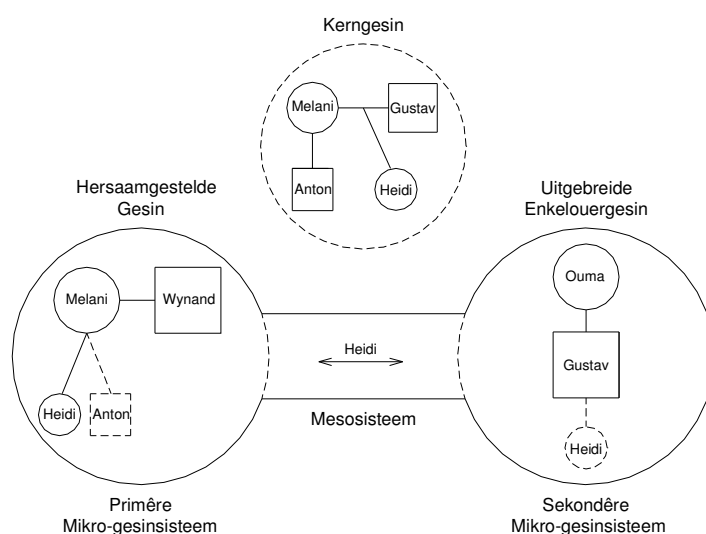 Kerngesin
Melani
Gustav
Anton
Heidi
Hersaamgestelde
Gesin
Melani
Wynand
Heidi
Anton
Primêre
Mikro-gesinsisteem
Heidi
Mesosisteem
Uitgebreide
Enkelouergesin
Ouma
Gustav
Heidi
Sekondêre
Mikro-gesinsisteem